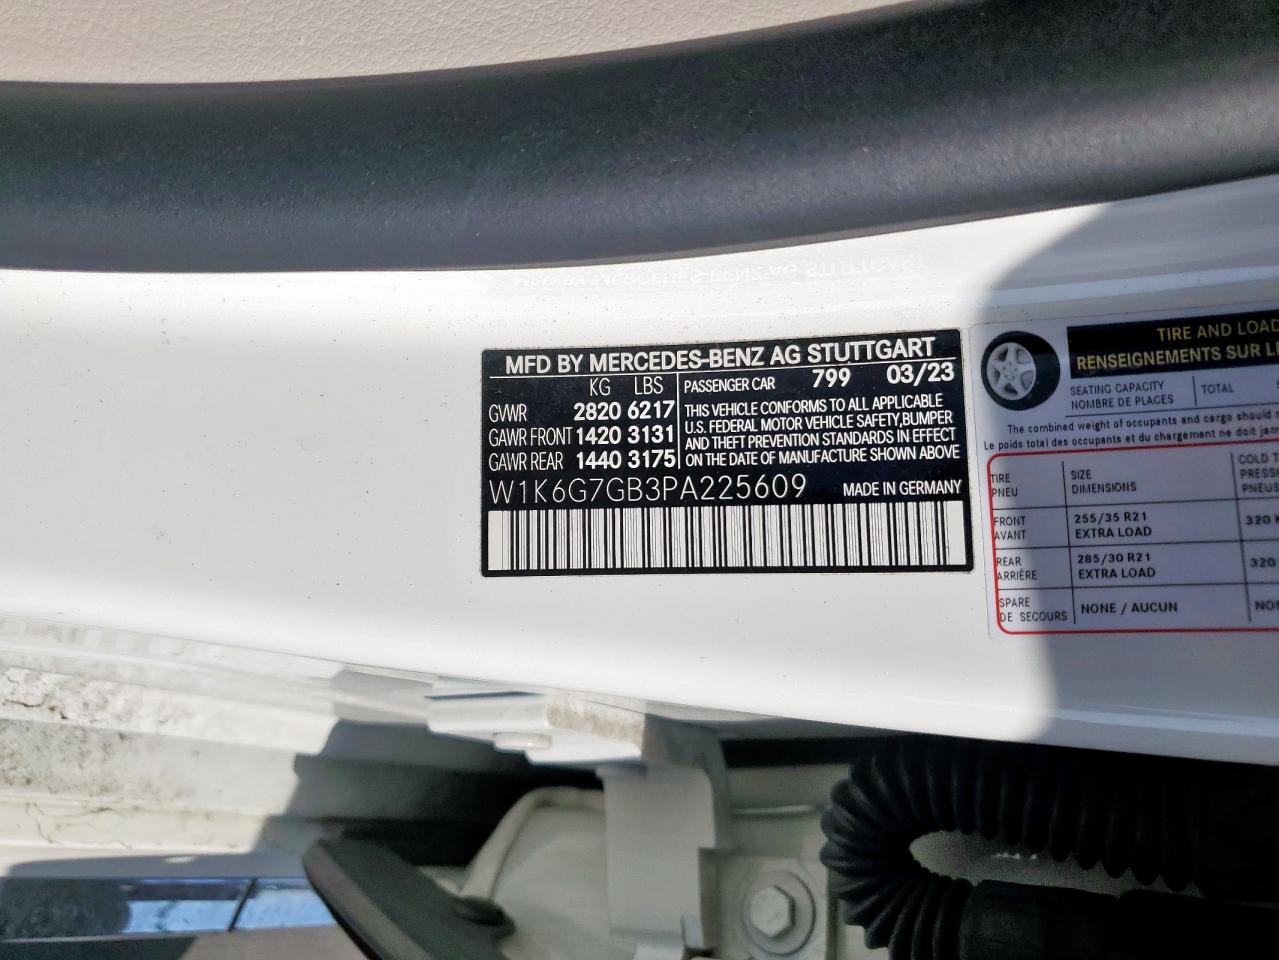 MFD BY MERCEDES-BENZ AG STUTTGART
KG LBS
GVWR 2820 6217
GAWR FRONT 1420 3131
GAWR REAR 1440 3175
PASSENGER CAR 799 03/23
THIS VEHICLE CONFORMS TO ALL APPLICABLE
U.S. FEDERAL MOTOR VEHICLE SAFETY,BUMPER
AND THEFT PREVENTION STANDARDS IN EFFECT
ON THE DATE OF MANUFACTURE SHOWN ABOVE
W1K6G7GB3PA225609 MADE IN GERMANY
TIRE AND LOAD
RENSEIGNEMENTS SUR
SEATING CAPACITY
NOMBRE DE PLACES
TOTAL
The combined weight of occupants and cargo should
Le poids total des occupants et du chargement ne doit
TIRE
PNEU
SIZE
DIMENSIONS
COLD
FRONT
AVANT
255/35 R21
EXTRA LOAD
320
REAR
ARRIÈRE
285/30 R21
EXTRA LOAD
320
SPARE
DE SECOURS
NONE / AUCUN